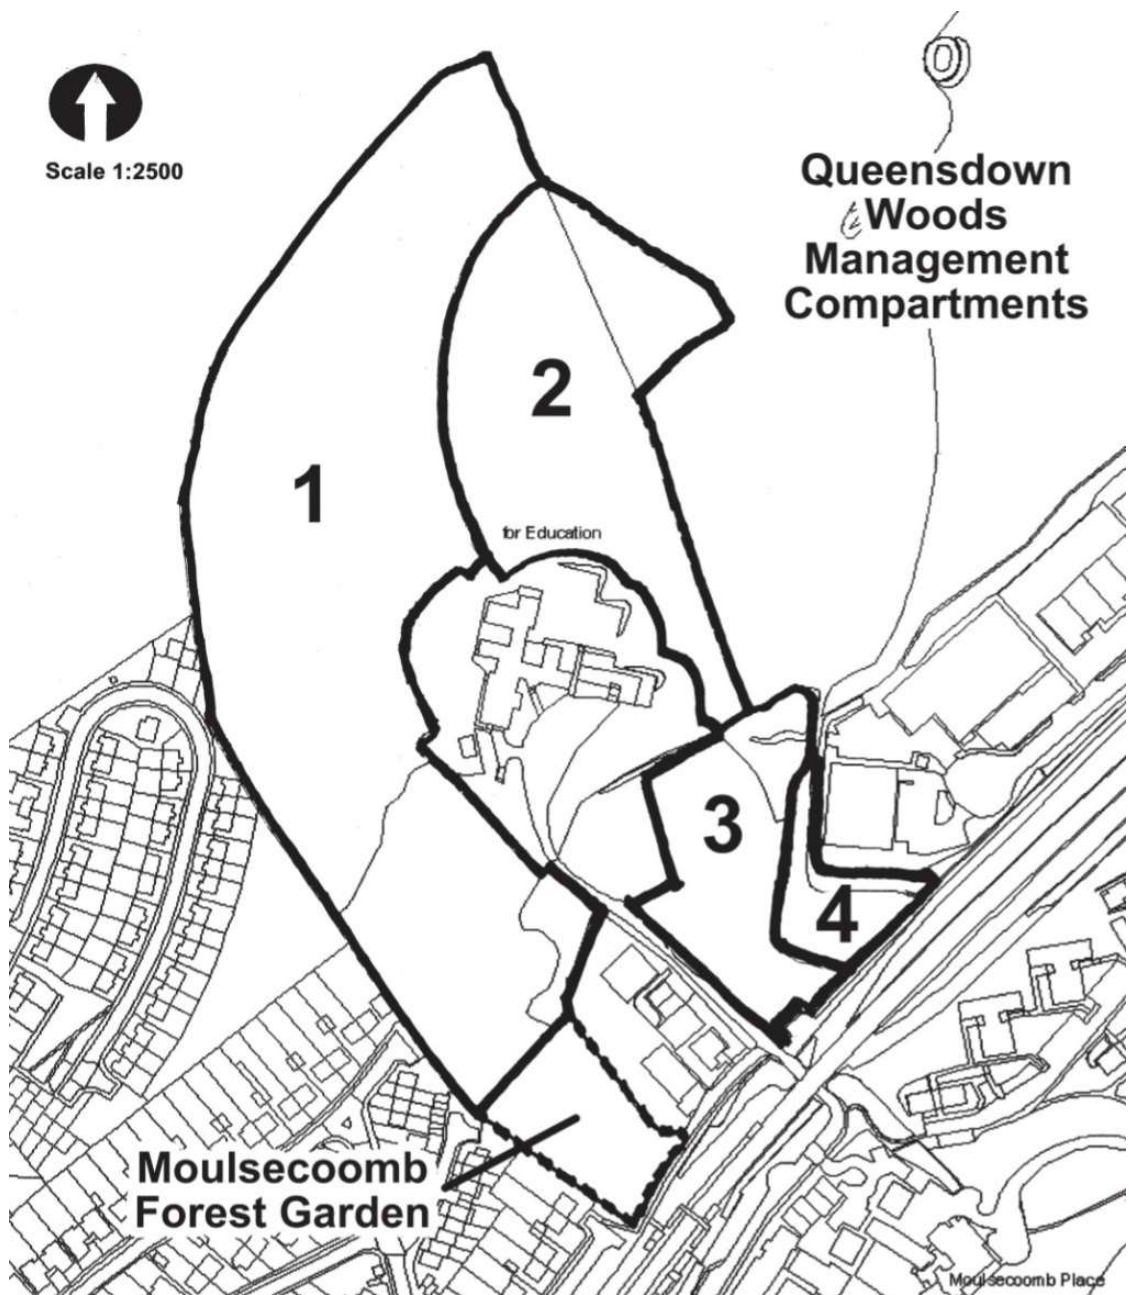 Scale 1:2500
Queensdown
Woods
Management
Compartments
2
1
for Education
3
4
Moulsecoomb
Forest Garden
Moulsecoomb Place